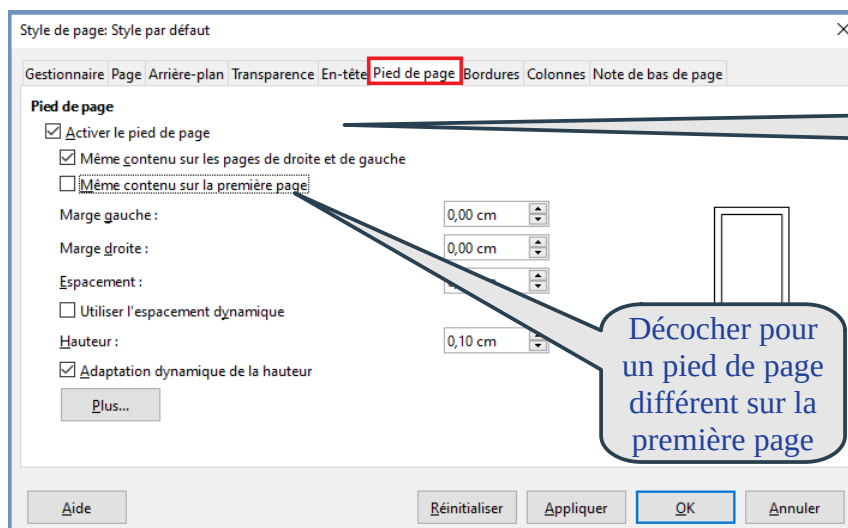 Style de page: Style par défaut
Gestionnaire Page Arrière-plan Transparence En-tête Pied de page Bordures Colonnes Note de bas de page
Pied de page
Activer le pied de page
Même contenu sur les pages de droite et de gauche
Même contenu sur la première page
Marge gauche : 0,00 cm
Marge droite : 0,00 cm
Espacement :
Utiliser l'espacement dynamique
Hauteur : 0,10 cm
Adaptation dynamique de la hauteur
Plus...
Décocher pour
un pied de page
différent sur la
première page
Aide Réinitialiser Appliquer OK Annuler